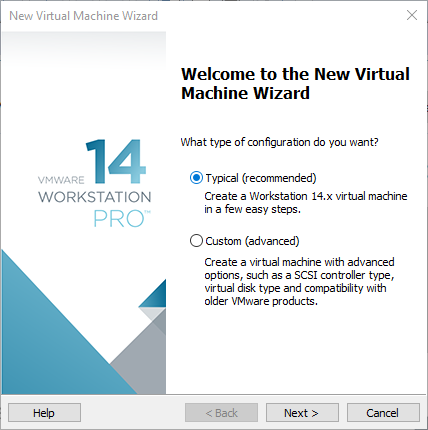 New Virtual Machine Wizard
VMWARE 14
WORKSTATION
PRO™
Welcome to the New Virtual
Machine Wizard
What type of configuration do you want?
Typical (recommended)
Create a Workstation 14.x virtual machine
in a few easy steps.
Custom (advanced)
Create a virtual machine with advanced
options, such as a SCSI controller type,
virtual disk type and compatibility with
older VMware products.
Help
< Back
Next >
Cancel